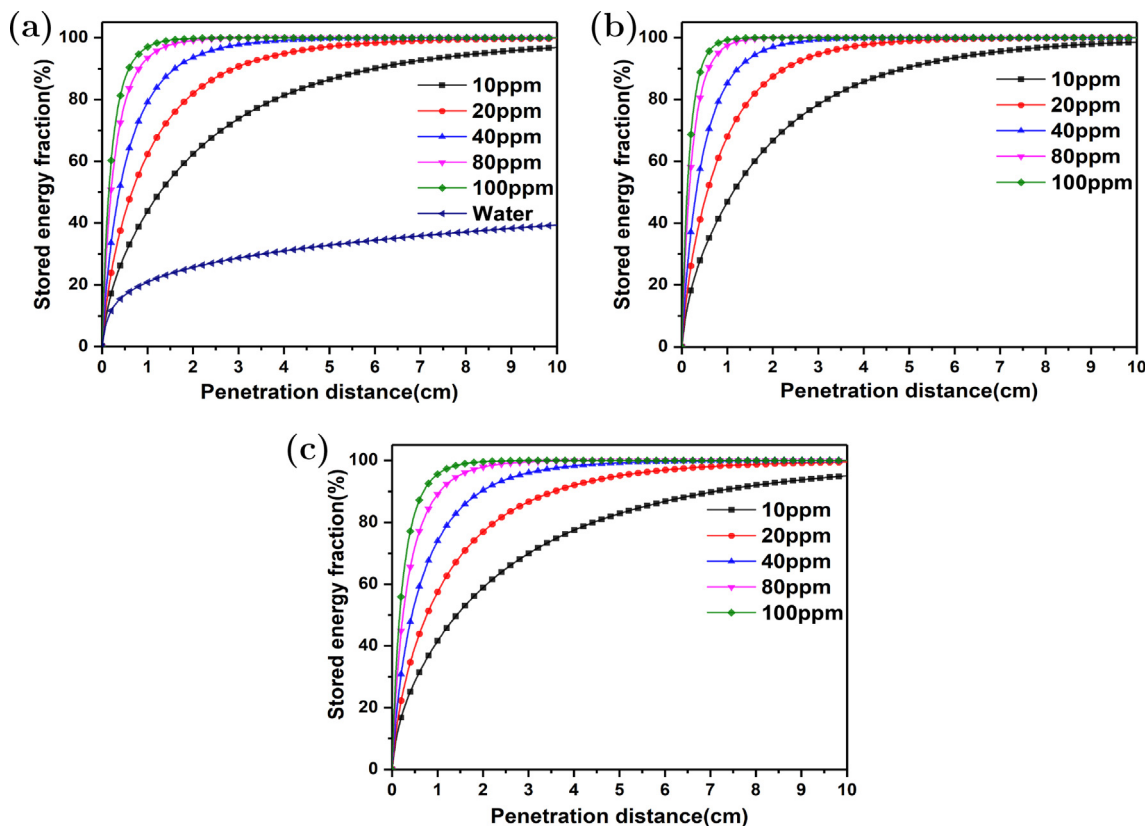 (a)
Stored energy fraction(%)
100
80
60
40
20
0
10ppm
20ppm
40ppm
80ppm
100ppm
Water
0 1 2 3 4 5 6 7 8 9 10
Penetration distance(cm)
(b)
Stored energy fraction(%)
100
80
60
40
20
0
10ppm
20ppm
40ppm
80ppm
100ppm
0 1 2 3 4 5 6 7 8 9 10
Penetration distance(cm)
(c)
Stored energy fraction(%)
100
80
60
40
20
0
10ppm
20ppm
40ppm
80ppm
100ppm
0 1 2 3 4 5 6 7 8 9 10
Penetration distance(cm)